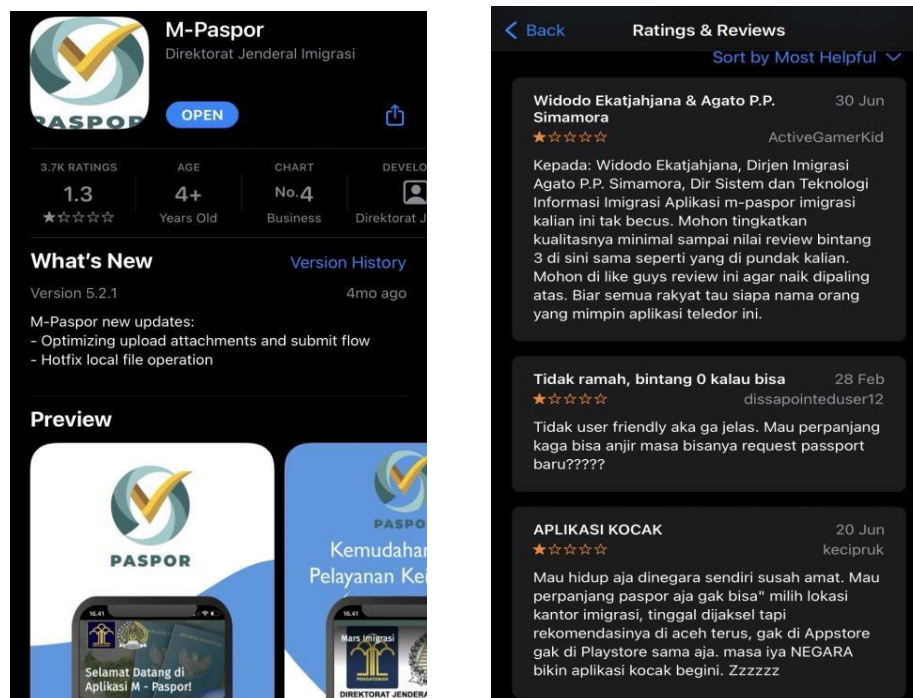 M-Paspor
Direktorat Jenderal Imigrasi
OPEN
PASPOR
3.7K RATINGS
1.3
AGE
4+
Years Old
CHART
No.4
Business
DEVELO
Direktorat J
What's New
Version History
Version 5.2.1
4mo ago
M-Paspor new updates:
- Optimizing upload attachments and submit flow
- Hotfix local file operation
Preview
PASPOR
16.41
Selamat Datang di
Aplikasi M - Paspor!
PASPO
Kemudahan
Pelayanan Kei
16.41
Mars Imigrasi
DIREKTORAT JENDERA
Back
Ratings & Reviews
Sort by Most Helpful
Widodo Ekatjahjana & Agato P.P.
Simamora
30 Jun
ActiveGamerKid
Kepada: Widodo Ekatjahjana, Dirjen Imigrasi
Agato P.P. Simamora, Dir Sistem dan Teknologi
Informasi Imigrasi Aplikasi m-paspor imigrasi
kalian ini tak becus. Mohon tingkatkan
kualitasnya minimal sampai nilai review bintang
3 di sini sama seperti yang di pundak kalian.
Mohon di like guys review ini agar naik dipaling
atas. Biar semua rakyat tau siapa nama orang
yang mimpin aplikasi teledor ini.
Tidak ramah, bintang 0 kalau bisa
28 Feb
dissapointeduser12
Tidak user friendly aka ga jelas. Mau perpanjang
kaga bisa anjir masa bisanya request passport
baru?????
APLIKASI KOCAK
20 Jun
kecipruk
Mau hidup aja dinegara sendiri susah amat. Mau
perpanjang paspor aja gak bisa" milih lokasi
kantor imigrasi, tinggal dijaksel tapi
rekomendasinya di aceh terus, gak di Appstore
gak di Playstore sama aja. masa iya NEGARA
bikin aplikasi kocak begini. Zzzzzz